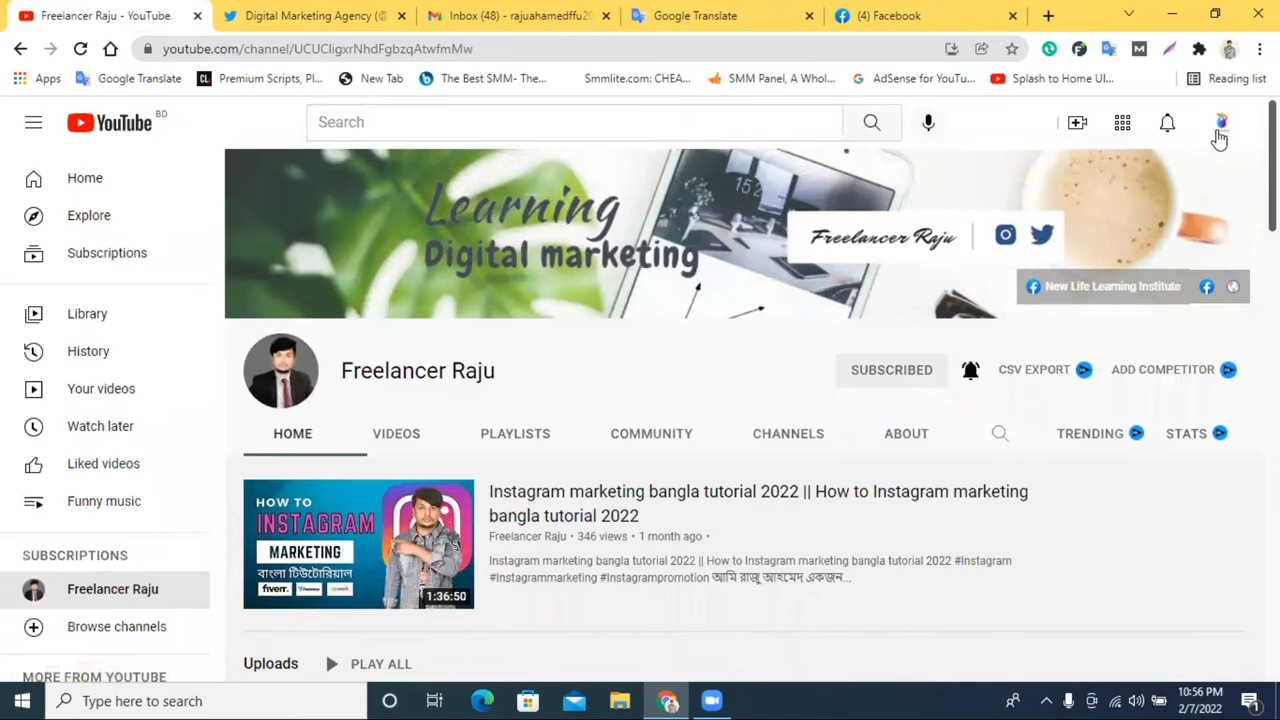 Freelancer Raju - YouTube
Digital Marketing Agency (@
Inbox (48) - rajuahamedffu20
Google Translate
(4) Facebook
youtube.com/channel/UCUCIigxrNhdFgbzqAtwfmMw
Apps
Google Translate
Premium Scripts, Pl...
New Tab
The Best SMM- The...
Smmlite.com: CHEA...
SMM Panel, A Whol...
AdSense for YouTu...
Splash to Home UI...
Reading list
YouTube BD
Search
Home
Explore
Subscriptions
Library
History
Your videos
Watch later
Liked videos
Funny music
SUBSCRIPTIONS
Freelancer Raju
Browse channels
MORE FROM YOUTUBE
Learning
Digital marketing
Freelancer Raju
New Life Learning Institute
Freelancer Raju
SUBSCRIBED
CSV EXPORT
ADD COMPETITOR
HOME
VIDEOS
PLAYLISTS
COMMUNITY
CHANNELS
ABOUT
TRENDING
STATS
HOW TO
INSTAGRAM
MARKETING
বাংলা টিউটোরিয়াল
fiverr.
1:36:50
Instagram marketing bangla tutorial 2022 || How to Instagram marketing
bangla tutorial 2022
Freelancer Raju • 346 views • 1 month ago •
Instagram marketing bangla tutorial 2022 || How to Instagram marketing bangla tutorial 2022 #Instagram
#Instagrammarketing #Instagrampromotion আমি রাজু আহমেদ একজন...
Uploads
PLAY ALL
Type here to search
10:56 PM
2/7/2022
1